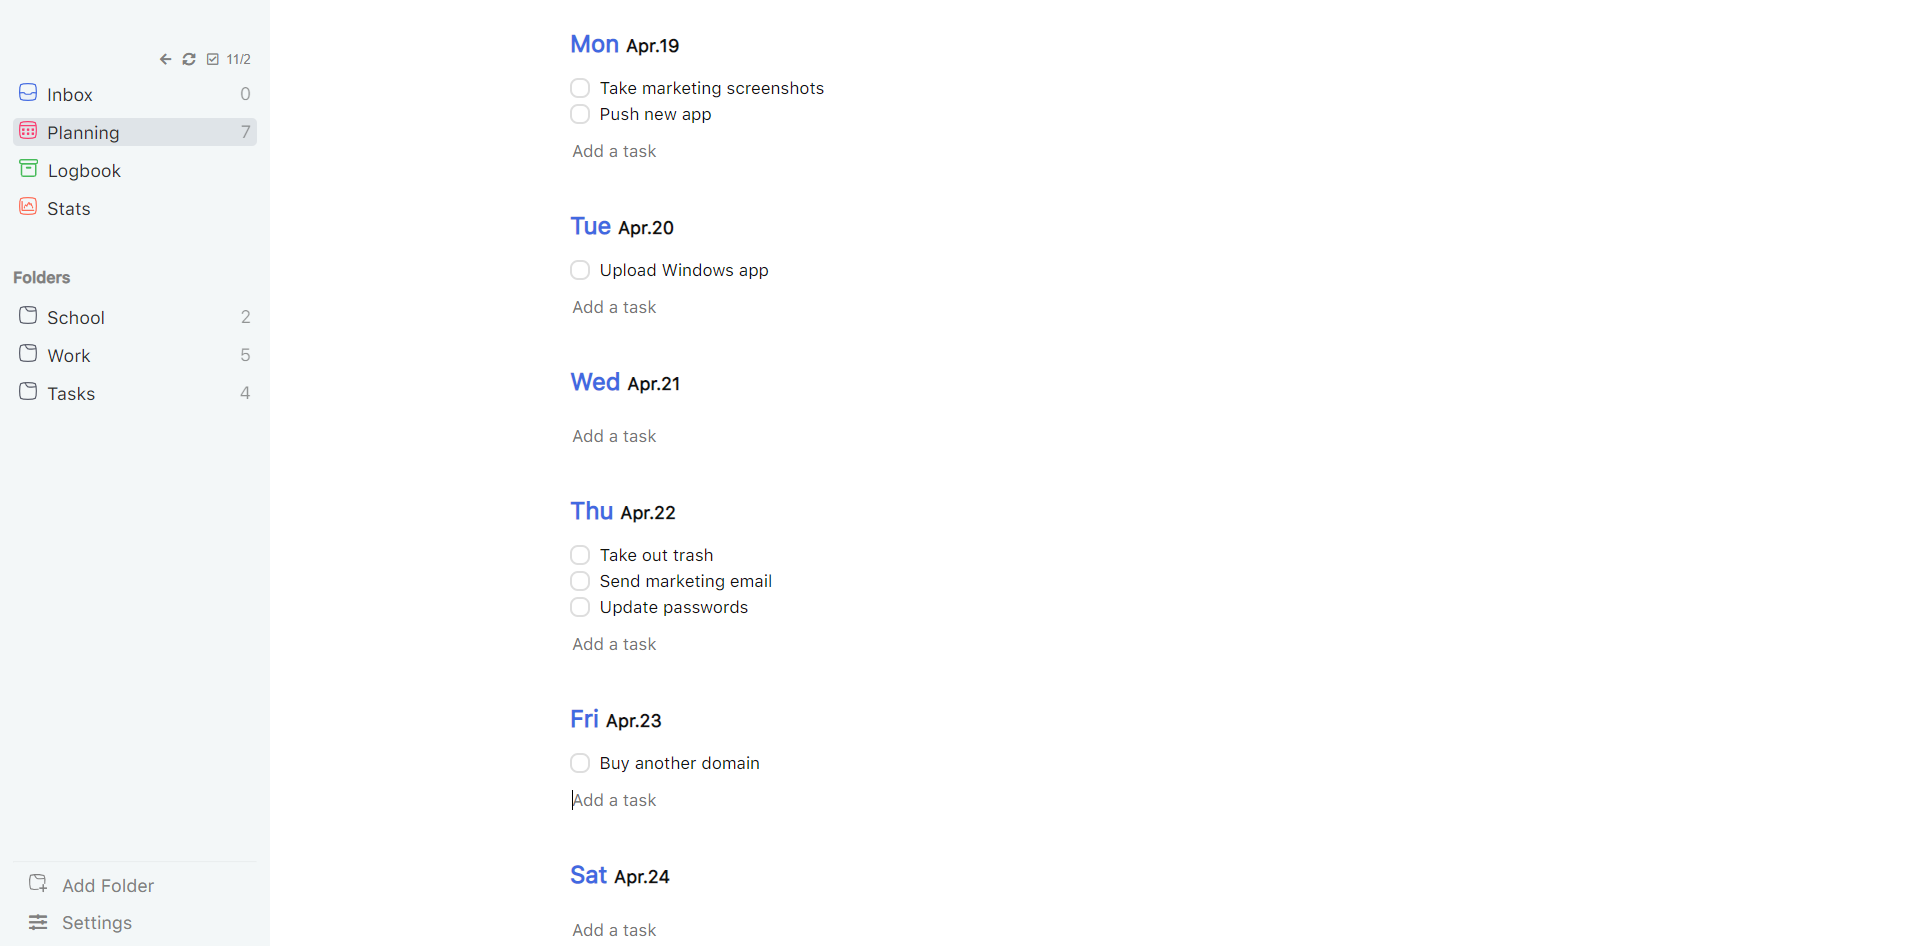 11/2
Inbox 0
Planning 7
Logbook
Stats
Folders
School 2
Work 5
Tasks 4
Add Folder
Settings
Mon Apr.19
Take marketing screenshots
Push new app
Add a task
Tue Apr.20
Upload Windows app
Add a task
Wed Apr.21
Add a task
Thu Apr.22
Take out trash
Send marketing email
Update passwords
Add a task
Fri Apr.23
Buy another domain
Add a task
Sat Apr.24
Add a task